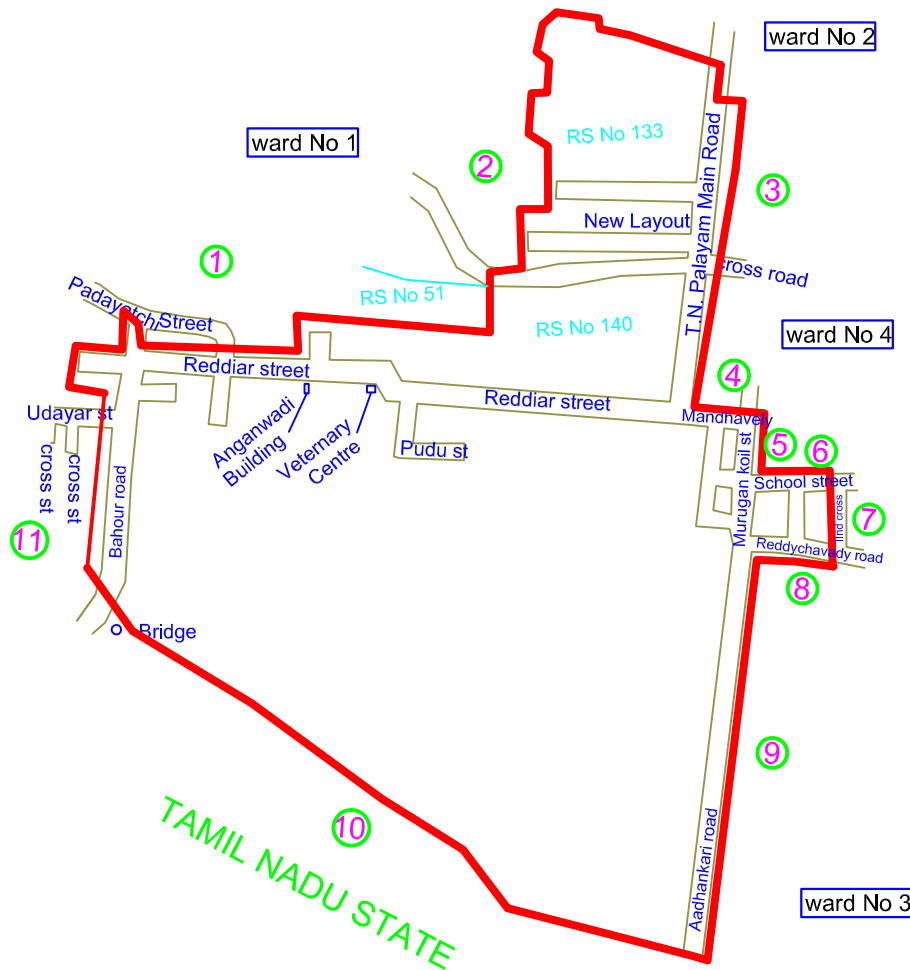 ward No 2
ward No 1
RS No 133
2
3
T.N. Palayam Main Road
New Layout
1
cross road
RS No 51
RS No 140
Padayatchi Street
ward No 4
Reddiar street
4
Reddiar street
Udayar st
Mandhavely
Anganwadi
Building
Veternary
Centre
Pudu st
5
6
cross st
cross st
Bahour road
Murugan koil st
School street
IInd cross
7
11
Reddychavady road
8
Bridge
9
10
TAMIL NADU STATE
Aadhankari road
ward No 3